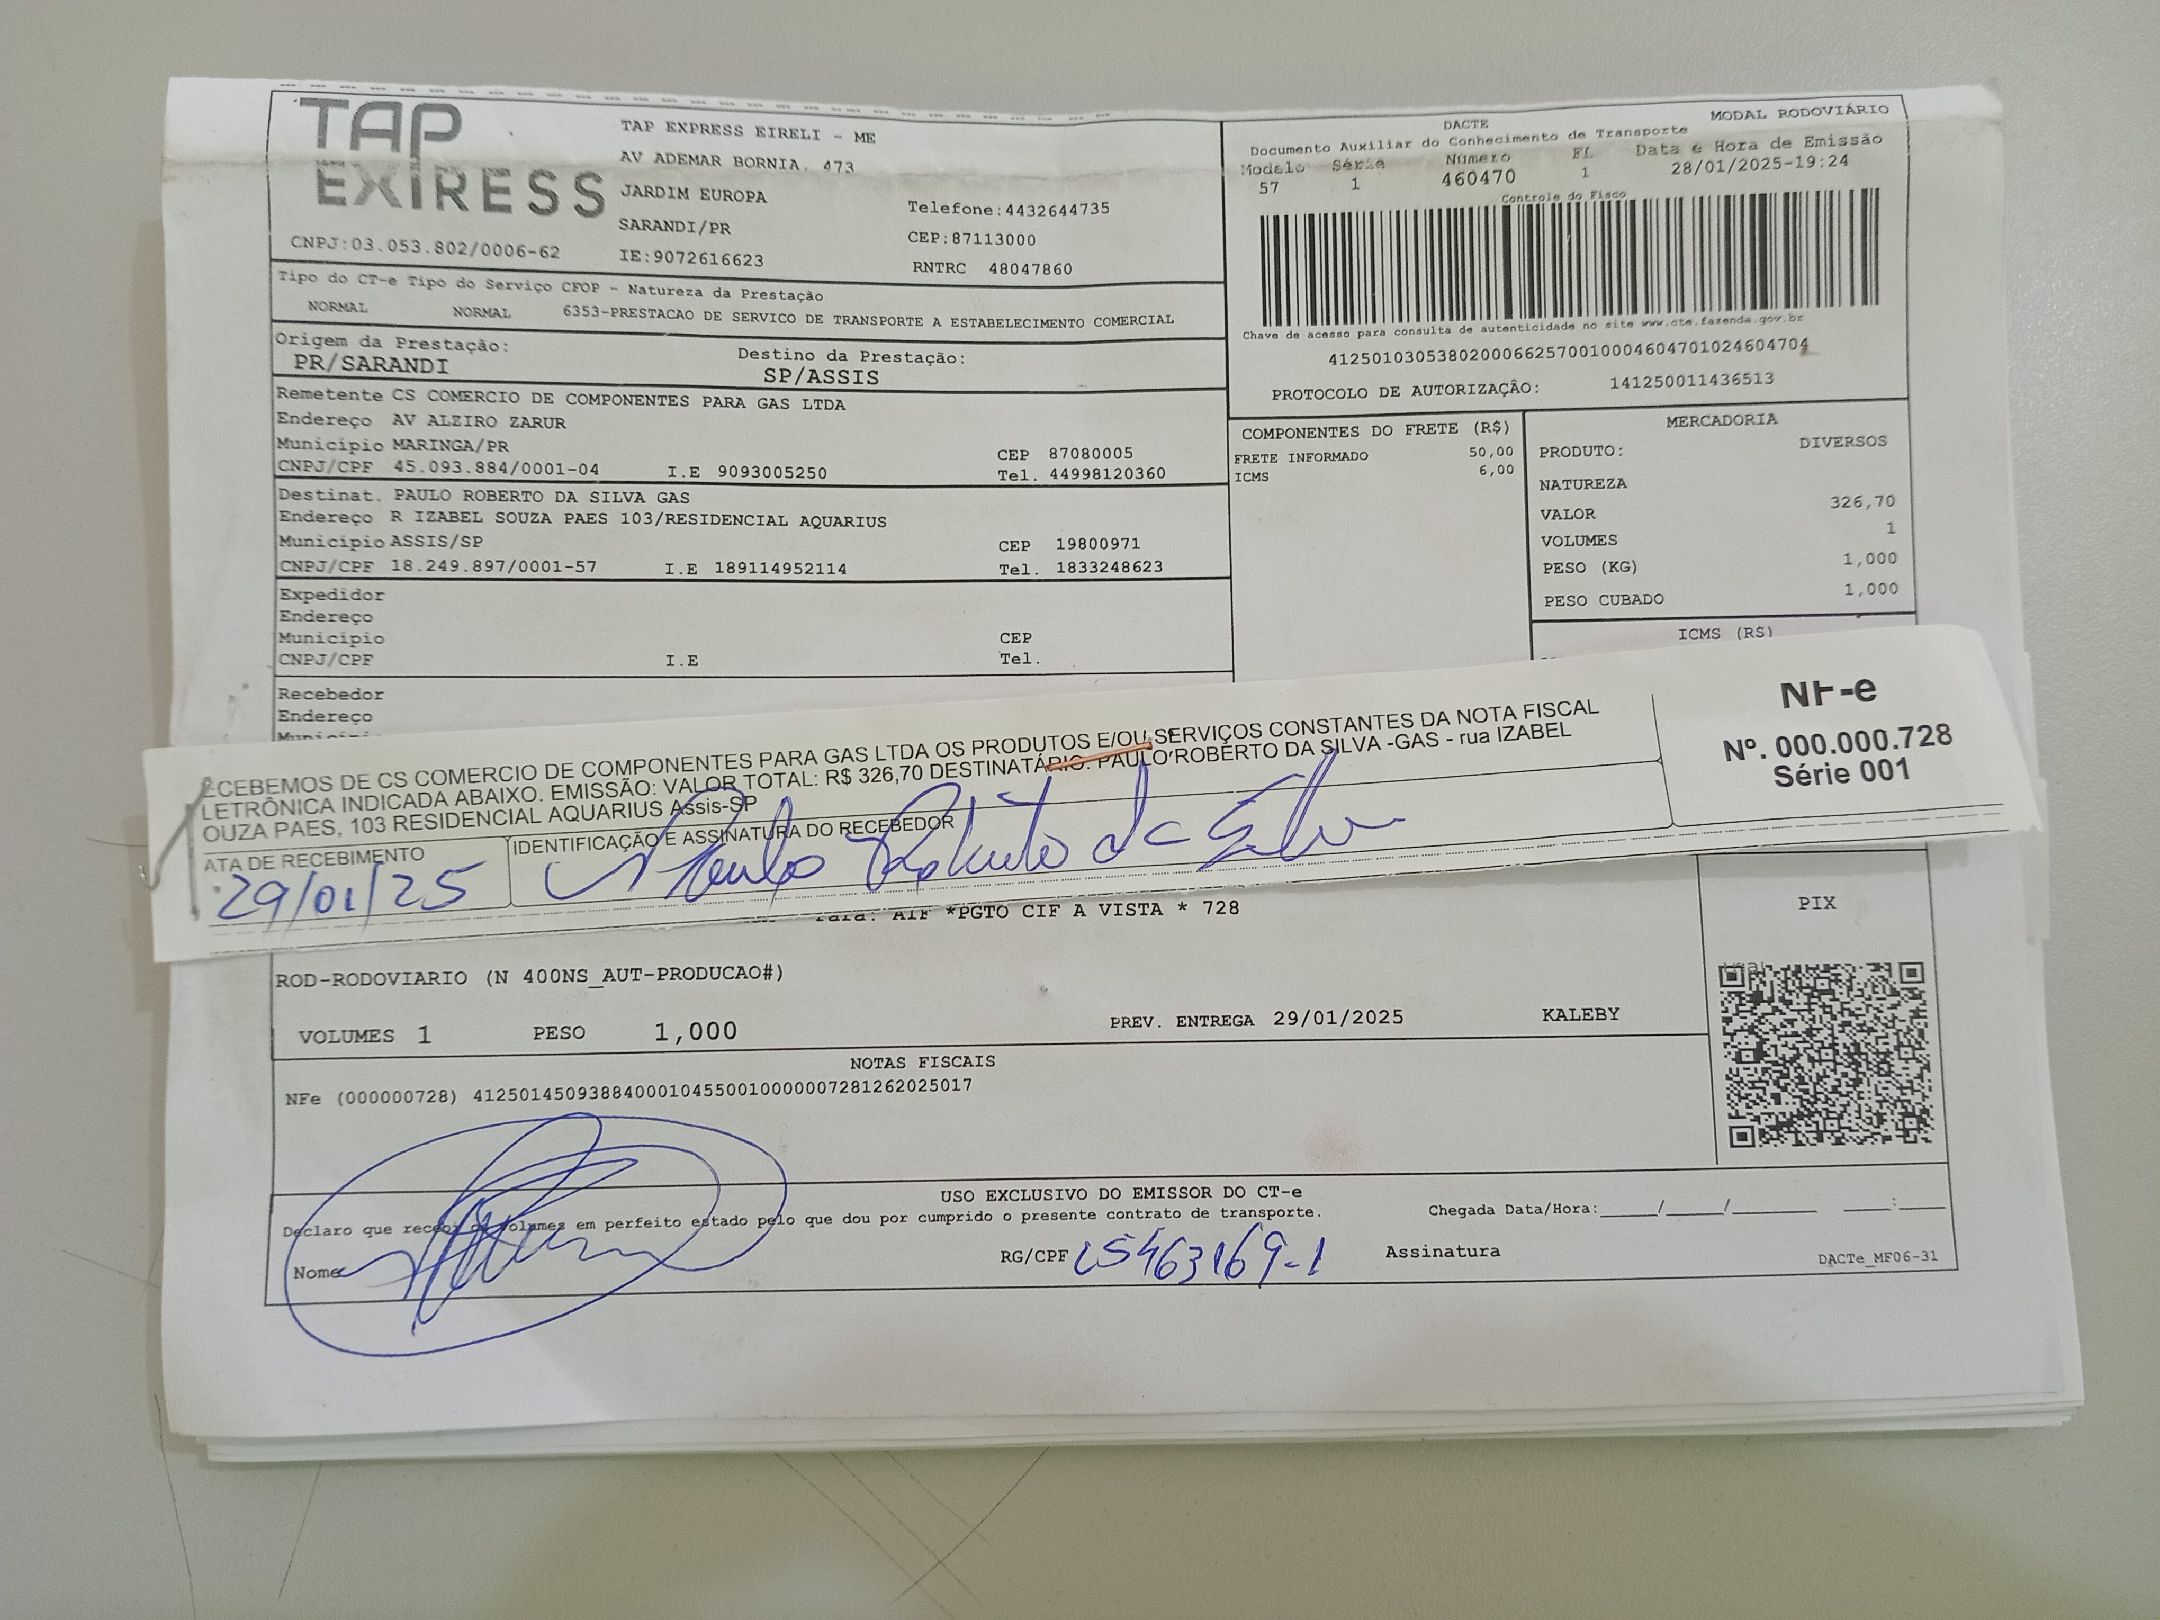 TAP
EXPRESS
CNPJ:03.053.802/0006-62
TAP EXPRESS EIRELI - ME
AV ADEMAR BORNIA, 473
JARDIM EUROPA
SARANDI/PR
IE:9072616623
Telefone:4432644735
CEP:87113000
RNTRC 48047860
Tipo do CT-e Tipo do Serviço CFOP - Natureza da Prestação
NORMAL NORMAL 6353-PRESTACAO DE SERVICO DE TRANSPORTE A ESTABELECIMENTO COMERCIAL
Origem da Prestação: Destino da Prestação:
PR/SARANDI SP/ASSIS
DACTE MODAL RODOVIÁRIO
Documento Auxiliar do Conhecimento de Transporte
Modelo Série Número FL Data e Hora de Emissão
57 1 460470 1 28/01/2025-19:24
Controle do Fisco
Chave de acesso para consulta de autenticidade no site www.cte.fazenda.gov.br
41250103053802000662570010004604701024604704
PROTOCOLO DE AUTORIZAÇÃO: 141250011436513
Remetente CS COMERCIO DE COMPONENTES PARA GAS LTDA
Endereço AV ALZIRO ZARUR
Município MARINGA/PR CEP 87080005
CNPJ/CPF 45.093.884/0001-04 I.E 9093005250 Tel. 44998120360
Destinat. PAULO ROBERTO DA SILVA GAS
Endereço R IZABEL SOUZA PAES 103/RESIDENCIAL AQUARIUS
Município ASSIS/SP CEP 19800971
CNPJ/CPF 18.249.897/0001-57 I.E 189114952114 Tel. 1833248623
Expedidor
Endereço
Município CEP
CNPJ/CPF I.E Tel.
Recebedor
Endereço
COMPONENTES DO FRETE (R$)
FRETE INFORMADO 50,00
ICMS 6,00
MERCADORIA
PRODUTO: DIVERSOS
NATUREZA
VALOR 326,70
VOLUMES 1
PESO (KG) 1,000
PESO CUBADO 1,000
ICMS (R$)
ECEBEMOS DE CS COMERCIO DE COMPONENTES PARA GAS LTDA OS PRODUTOS E/OU SERVIÇOS CONSTANTES DA NOTA FISCAL
LETRÔNICA INDICADA ABAIXO. EMISSÃO: VALOR TOTAL: R$ 326,70 DESTINATÁRIO: PAULO ROBERTO DA SILVA -GAS - rua IZABEL
OUZA PAES, 103 RESIDENCIAL AQUARIUS Assis-SP
ATA DE RECEBIMENTO IDENTIFICAÇÃO E ASSINATURA DO RECEBEDOR
29/01/25 Paulo Roberto da Silva
NF-e
Nº. 000.000.728
Série 001
*PGTO CIF A VISTA * 728
PIX
ROD-RODOVIARIO (N 400NS_AUT-PRODUCAO#)
VOLUMES 1 PESO 1,000 PREV. ENTREGA 29/01/2025 KALEBY
NOTAS FISCAIS
NFe (000000728) 41250145093884000104550010000007281262025017
USO EXCLUSIVO DO EMISSOR DO CT-e
Declaro que recebi os volumes em perfeito estado pelo que dou por cumprido o presente contrato de transporte. Chegada Data/Hora:_____/_____/________ ____:____
Nome RG/CPF 25463169-1 Assinatura DACTe_MF06-31